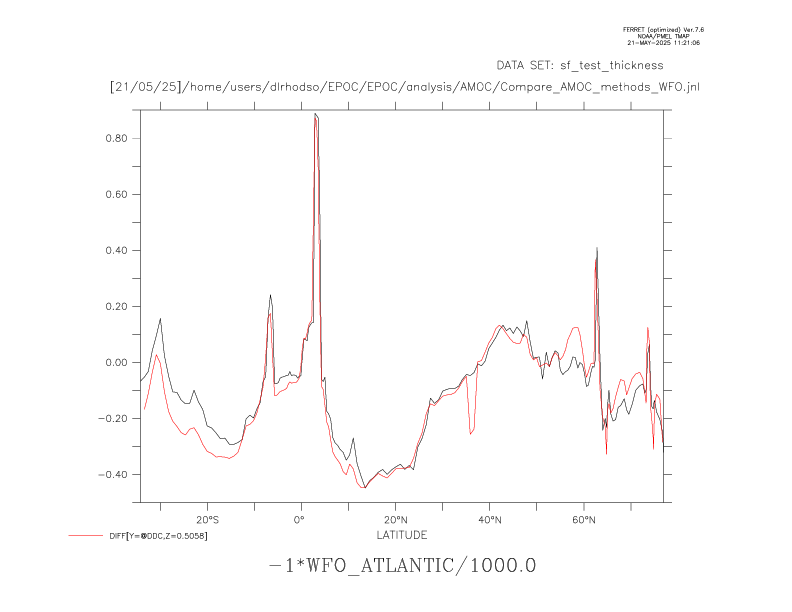 FERRET (optimized) Ver.7.6
NOAA/PMEL TMAP
21-MAY-2025 11:21:06
DATA SET: sf_test_thickness
[21/05/25]/home/users/dlrhodso/EPOC/EPOC/analysis/AMOC/Compare_AMOC_methods_WFO.jnl
0.80
0.60
0.40
0.20
0.00
-0.20
-0.40
20°S 0° 20°N 40°N 60°N
LATITUDE
DIFF[Y=@DDC,Z=0.5058]
-1*WFO_ATLANTIC/1000.0